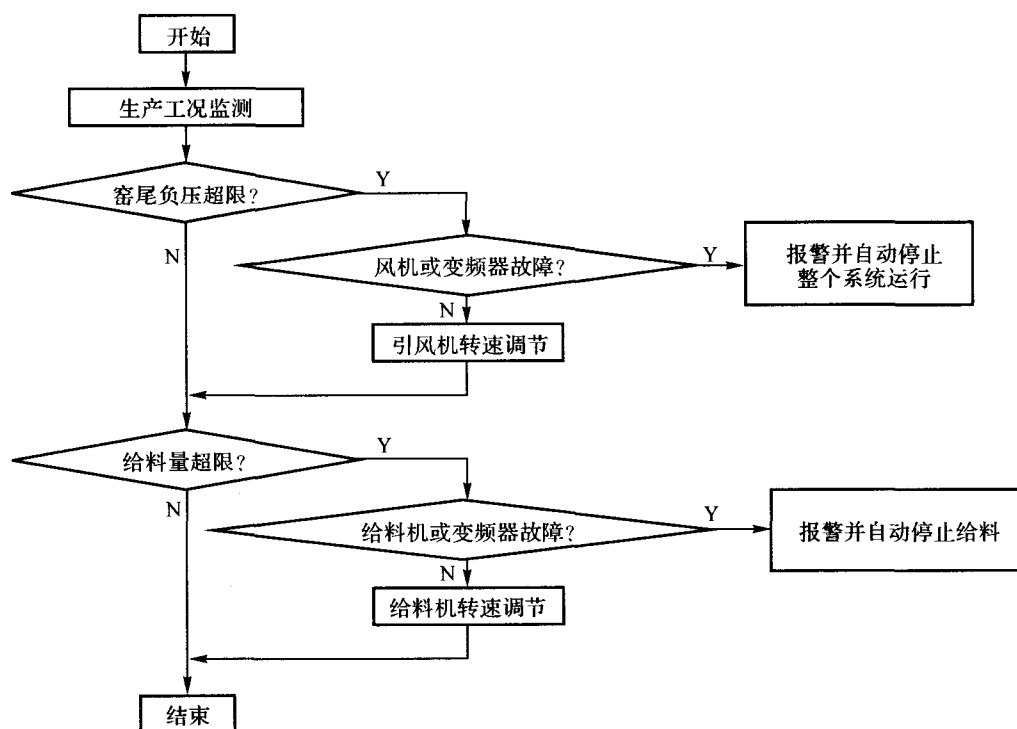 开始
生产工况监测
窑尾负压超限?
Y
N
风机或变频器故障?
Y
报警并自动停止
整个系统运行
N
引风机转速调节
给料量超限?
Y
N
给料机或变频器故障?
Y
报警并自动停止给料
N
给料机转速调节
结束